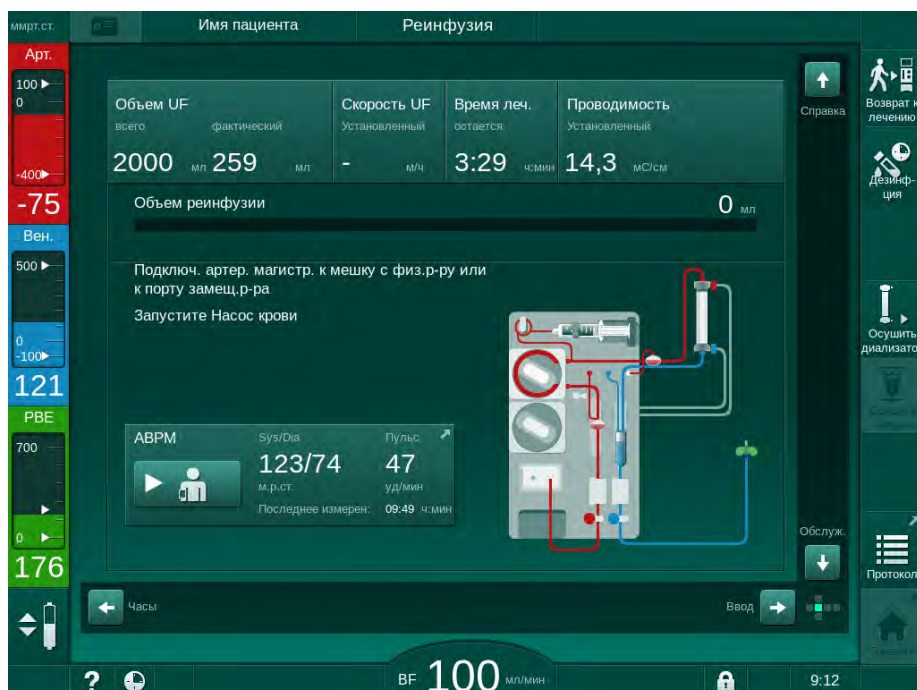 ммрт.ст.
Имя пациента
Реинфузия
Арт.
100
0
-400
-75
Вен.
500
0
-100
121
PBE
700
0
176
Объем UF
всего
фактический
2000 мл 259 мл
Скорость UF
Установленный
- м/ч
Время леч.
остается
3:29 ч:мин
Проводимость
Установленный
14,3 мС/см
Объем реинфузии
0 мл
Подключ. артер. магистр. к мешку с физ.р-ру или
к порту замещ.р-ра
Запустите Насос крови
ABPM
Sys/Dia
Пульс
123/74
47
м.р.ст.
уд/мин
Последнее измерен:
09:49 ч:мин
Справка
Обслуж.
Часы
Ввод
Возврат к
лечению
Дезинф-
ция
Осушить
диализато
Протокол
?
BF 100 мл/мин
9:12